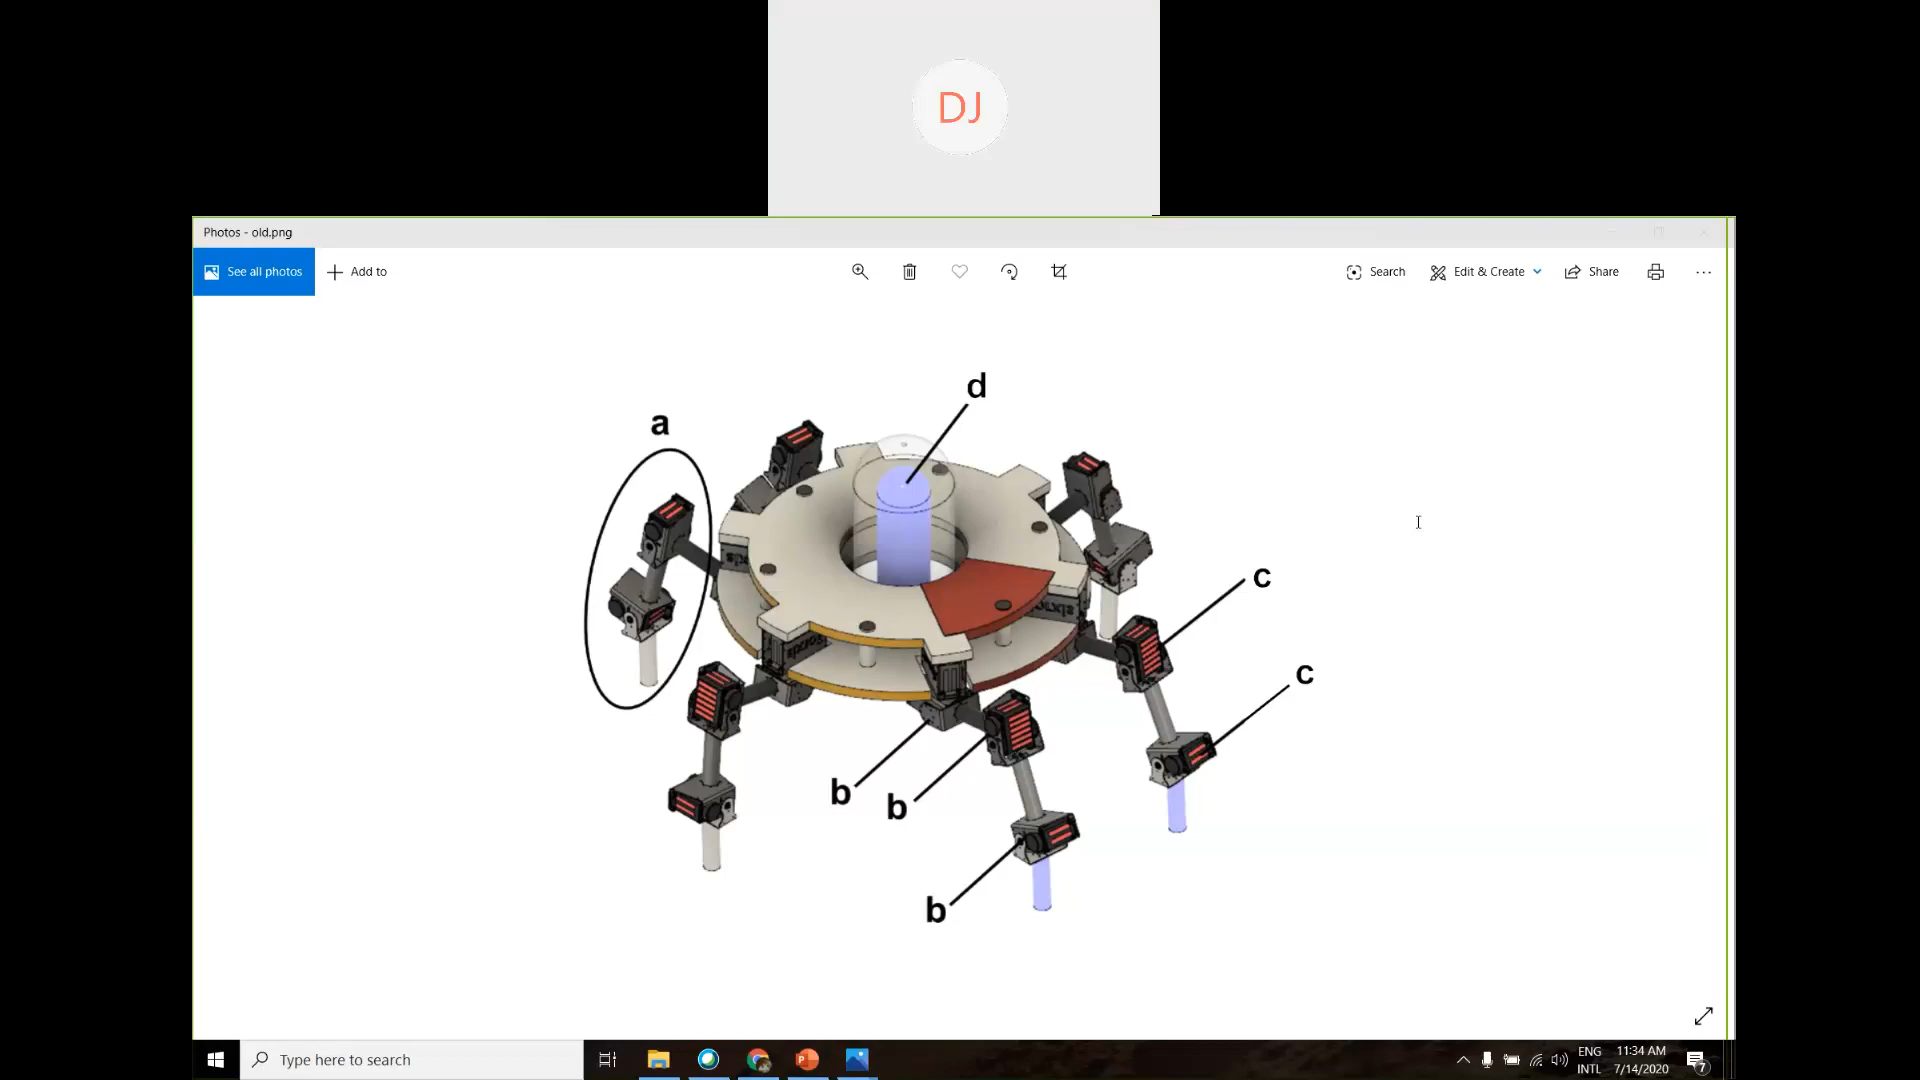 DJ
Photos - old.png
See all photos
Add to
Search
Edit & Create
Share
d
a
c
c
b
b
b
Type here to search
ENG
INTL
11:34 AM
7/14/2020
7